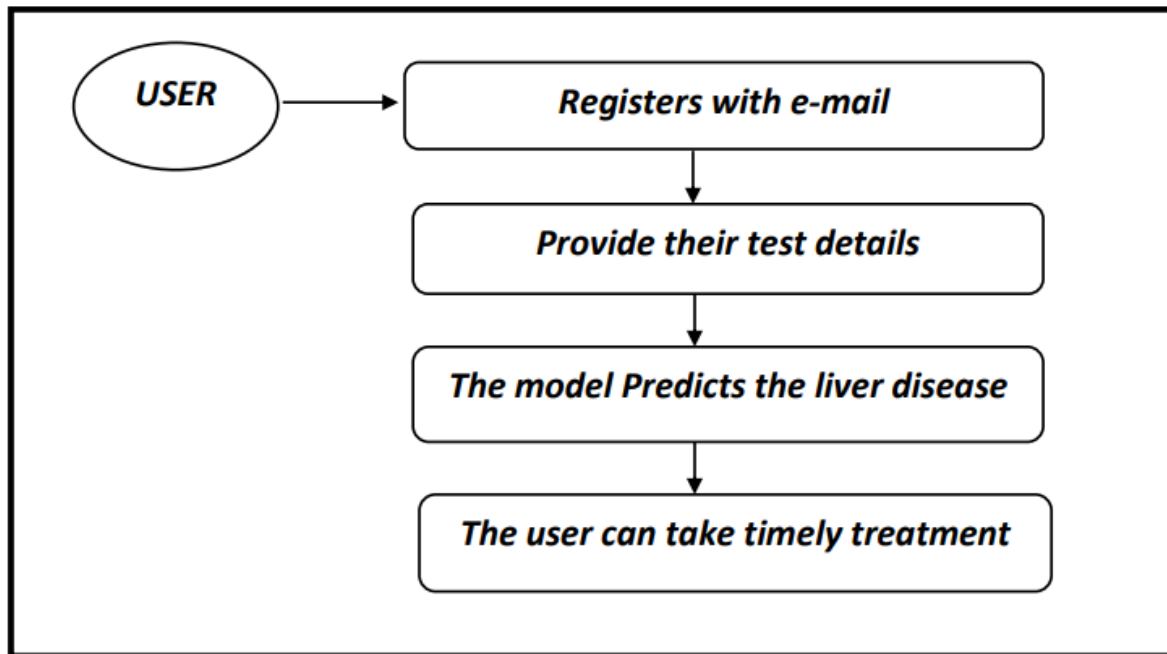 USER
Registers with e-mail
Provide their test details
The model Predicts the liver disease
The user can take timely treatment